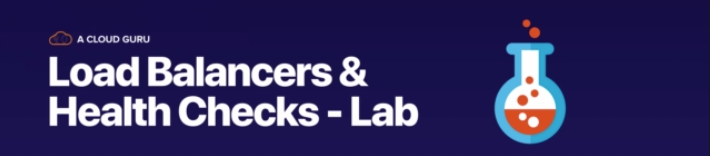 A CLOUD GURU
Load Balancers &
Health Checks - Lab